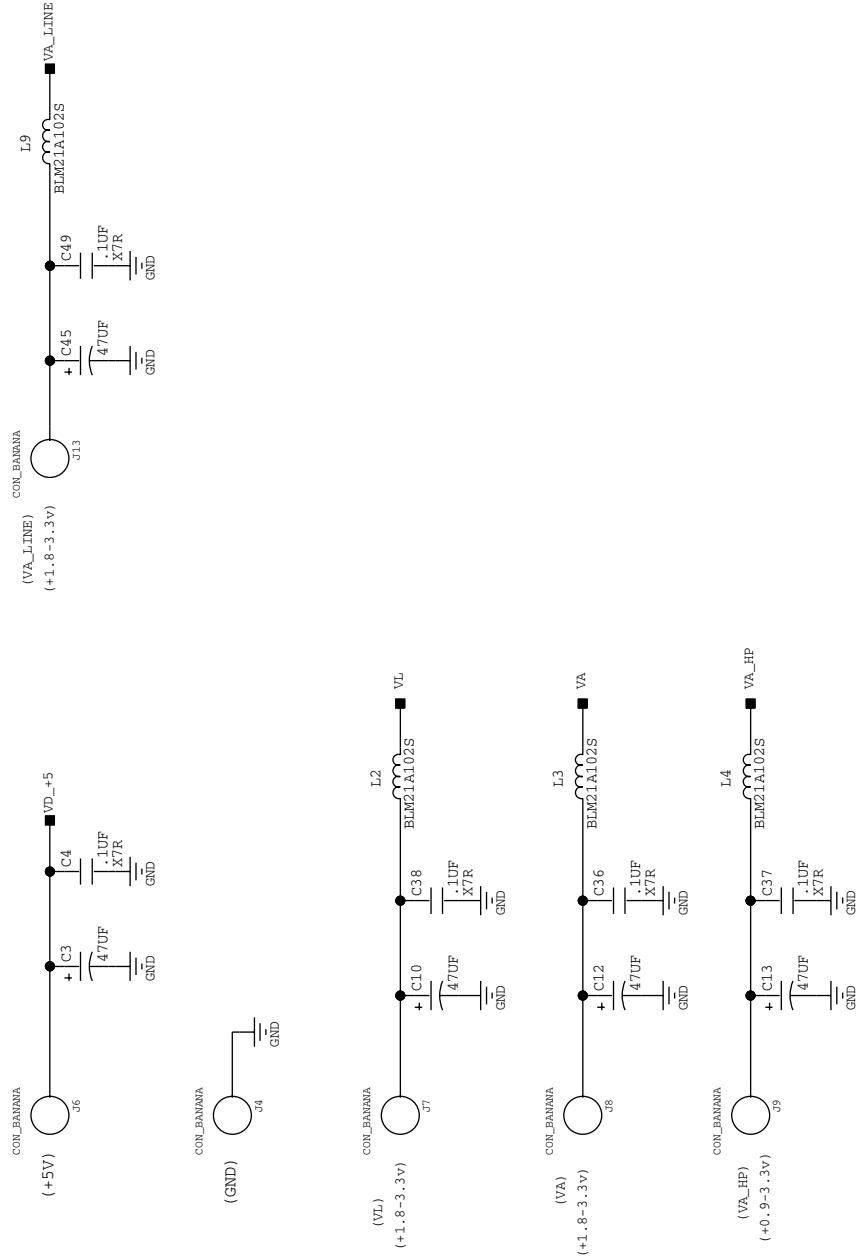 CON_BANANA
J6
(+5V)
+
C3
47UF
GND
C4
.1UF
X7R
GND
VD_+5
CON_BANANA
J13
(VA_LINE)
(+1.8-3.3v)
+
C45
47UF
GND
C49
.1UF
X7R
GND
L9
BLM21A102S
VA_LINE
CON_BANANA
J4
(GND)
GND
CON_BANANA
J7
(VL)
(+1.8-3.3v)
+
C10
47UF
GND
C38
.1UF
X7R
GND
L2
BLM21A102S
VL
CON_BANANA
J8
(VA)
(+1.8-3.3v)
+
C12
47UF
GND
C36
.1UF
X7R
GND
L3
BLM21A102S
VA
CON_BANANA
J9
(VA_HP)
(+0.9-3.3v)
+
C13
47UF
GND
C37
.1UF
X7R
GND
L4
BLM21A102S
VA_HP